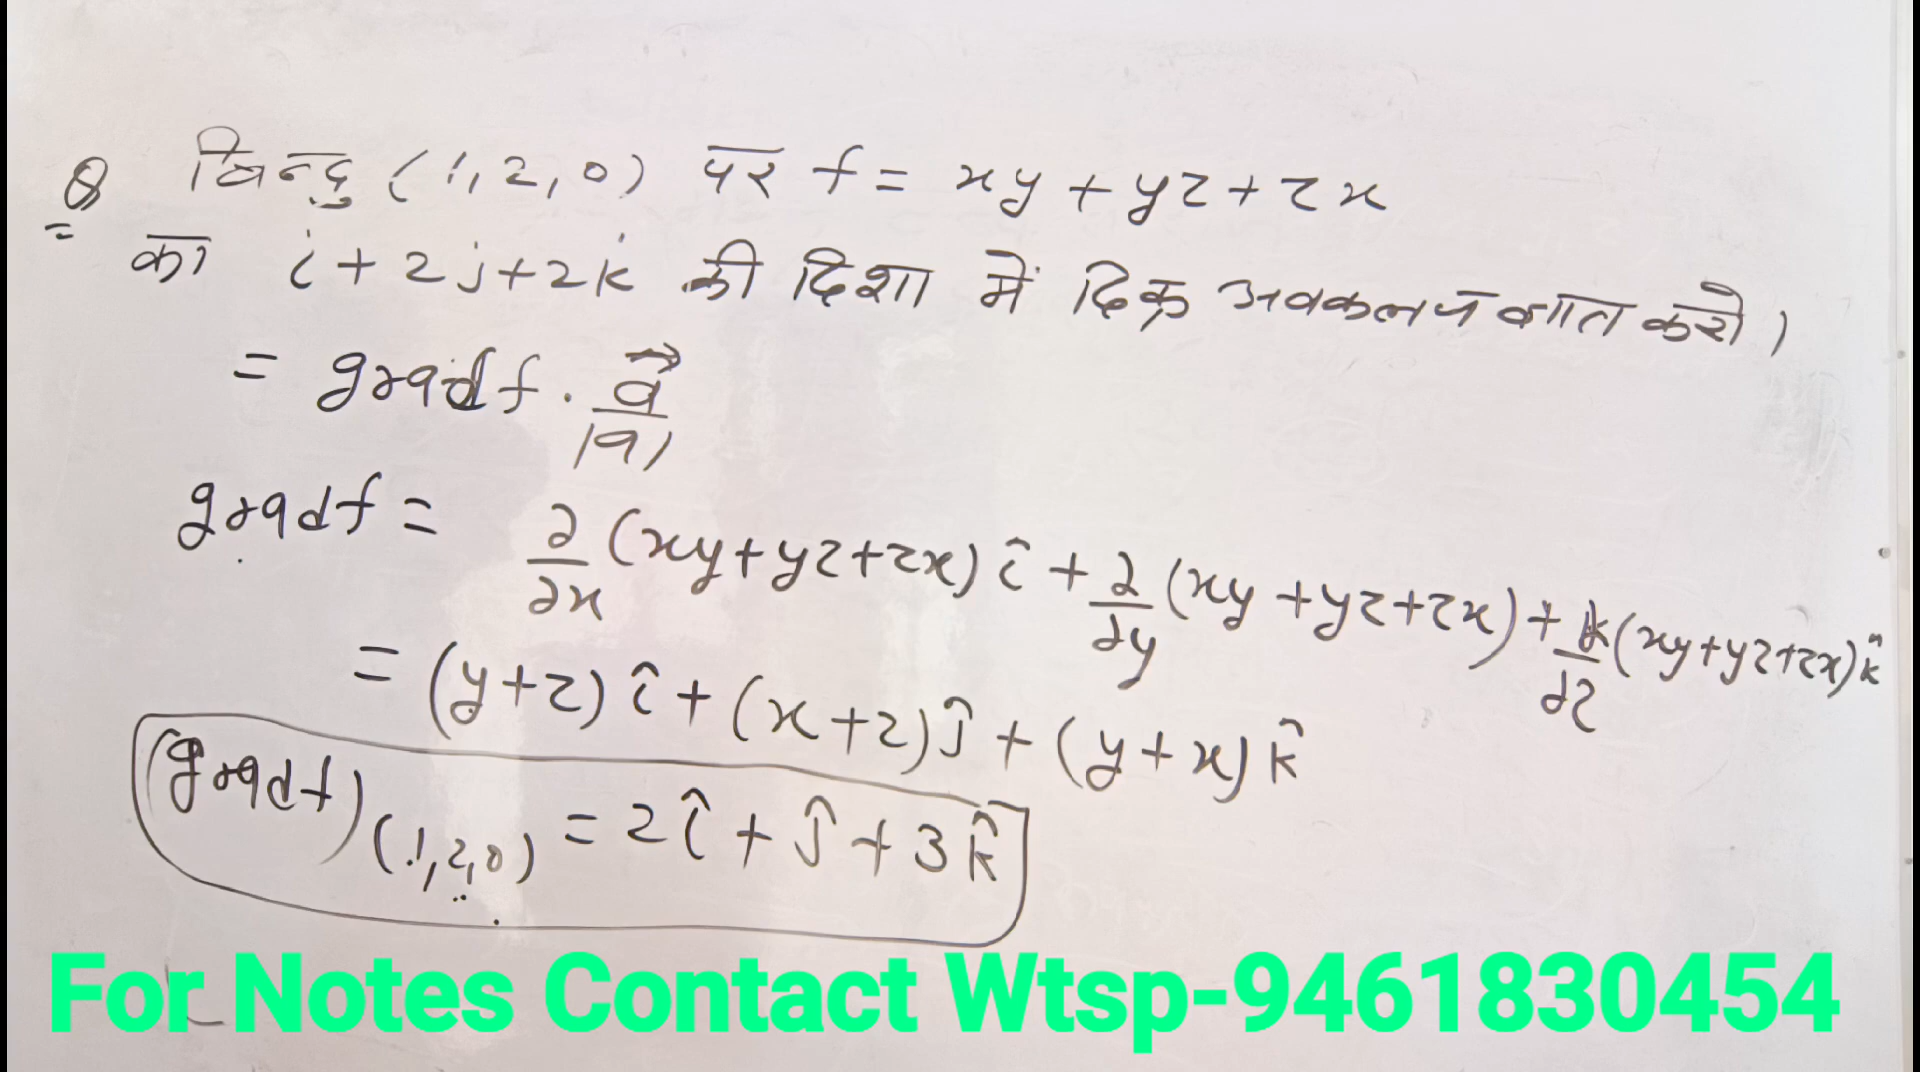 Q बिन्दु (1,2,0) पर f = xy + yz + zx
का i + 2j + 2k की दिशा में दिक् अवकलज ज्ञात करो।
= grad f . a⃗/|a|
grad f = ∂/∂x (xy+yz+zx) î + ∂/∂y (xy + yz+zx) + ∂/∂z (xy+yz+zx) k̂
= (y+z) î + (x+z) ĵ + (y+x) k̂
(grad f)(1,2,0) = 2î + ĵ + 3k̂
For Notes Contact Wtsp-9461830454